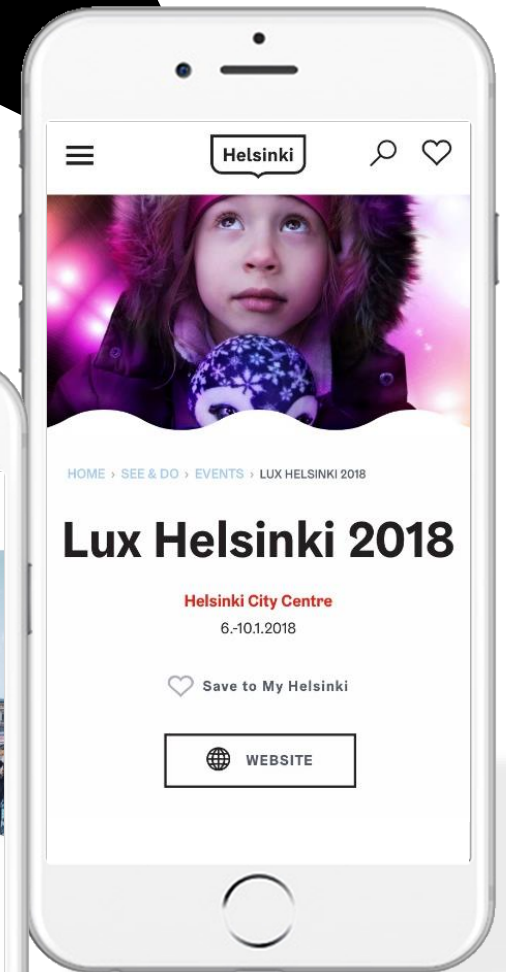 Helsinki
HOME › SEE & DO › EVENTS › LUX HELSINKI 2018
Lux Helsinki 2018
Helsinki City Centre
6.-10.1.2018
Save to My Helsinki
WEBSITE